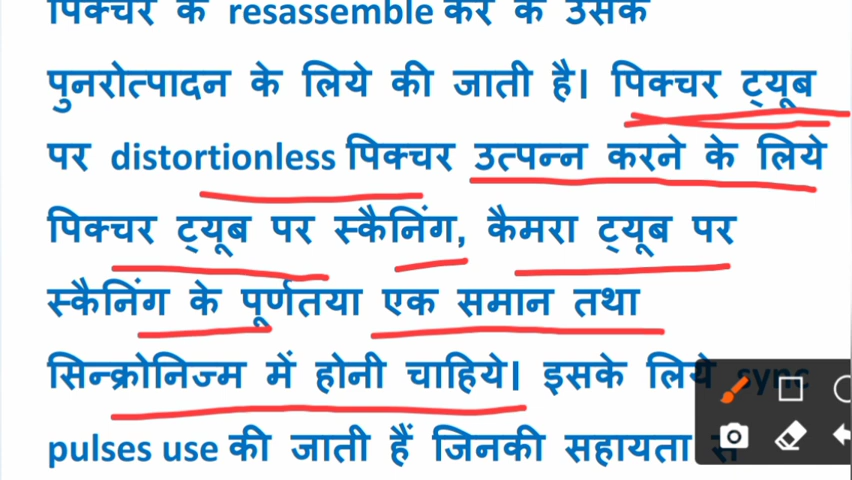 पिक्चर के resassemble कर के उसके
पुनरोत्पादन के लिये की जाती है। पिक्चर ट्यूब
पर distortionless पिक्चर उत्पन्न करने के लिये
पिक्चर ट्यूब पर स्कैनिंग, कैमरा ट्यूब पर
स्कैनिंग के पूर्णतया एक समान तथा
सिन्क्रोनिज्म में होनी चाहिये। इसके लिये sync
pulses use की जाती हैं जिनकी सहायता से